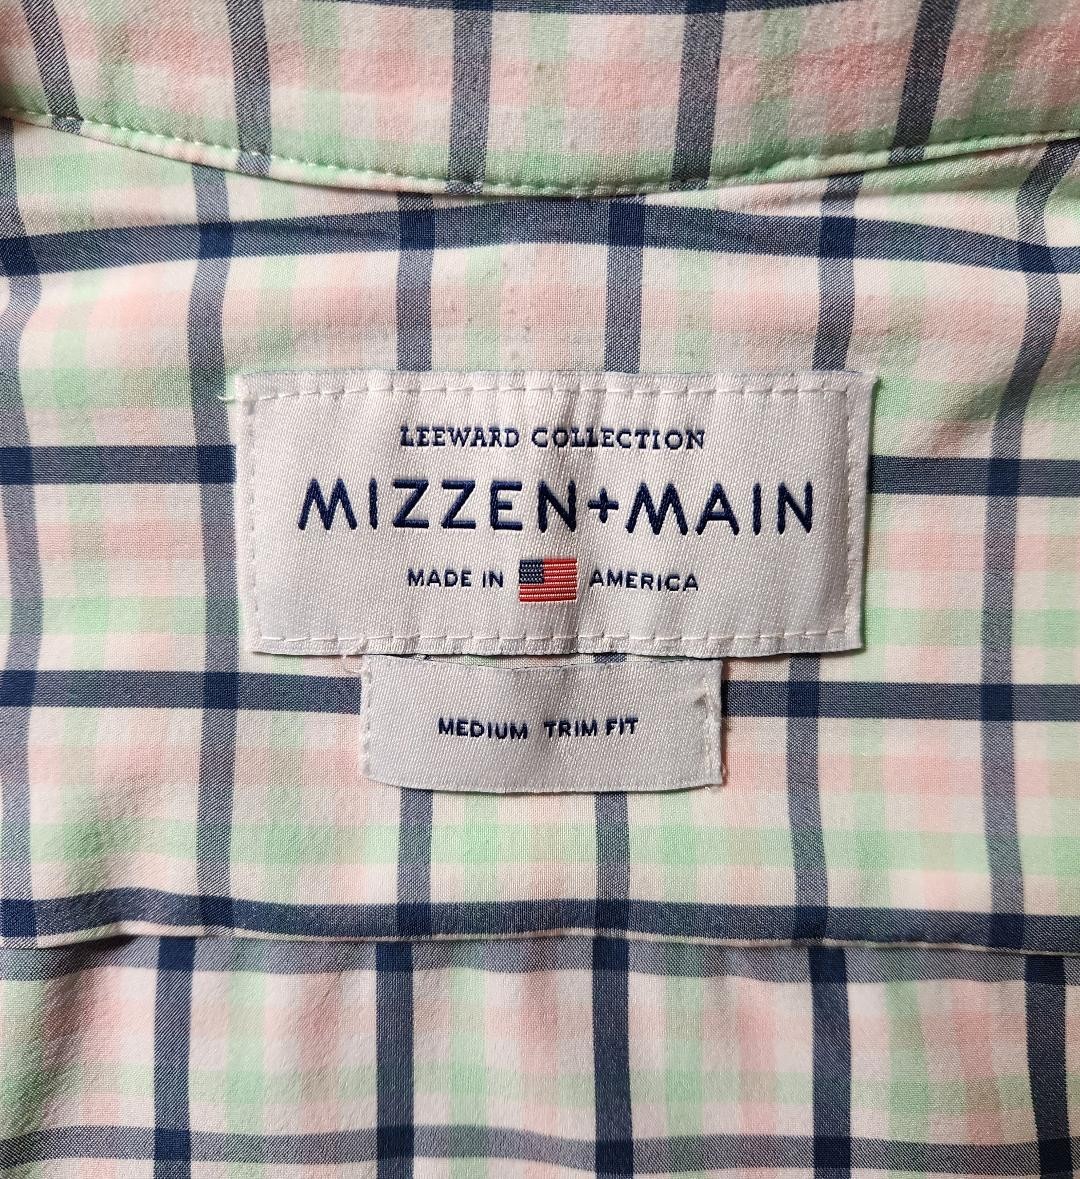 LEEWARD COLLECTION
MIZZEN+MAIN
MADE IN AMERICA
MEDIUM TRIM FIT